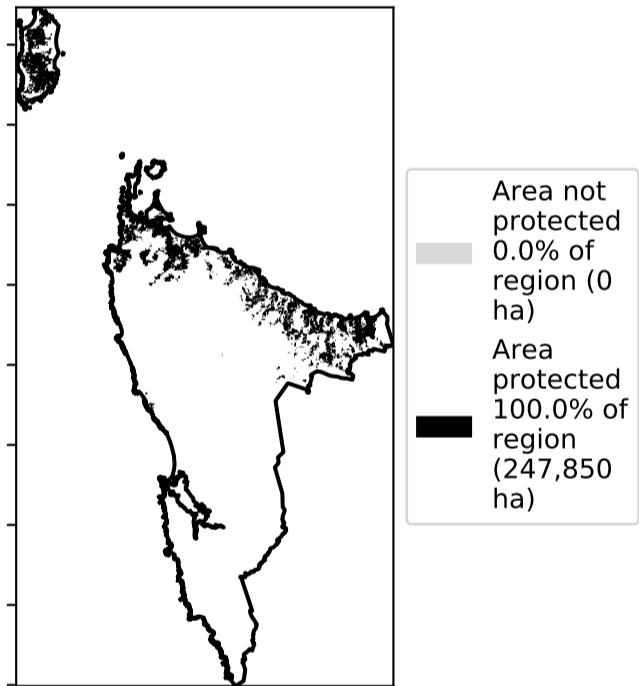 Area not
protected
0.0% of
region (0
ha)
Area
protected
100.0% of
region
(247,850
ha)